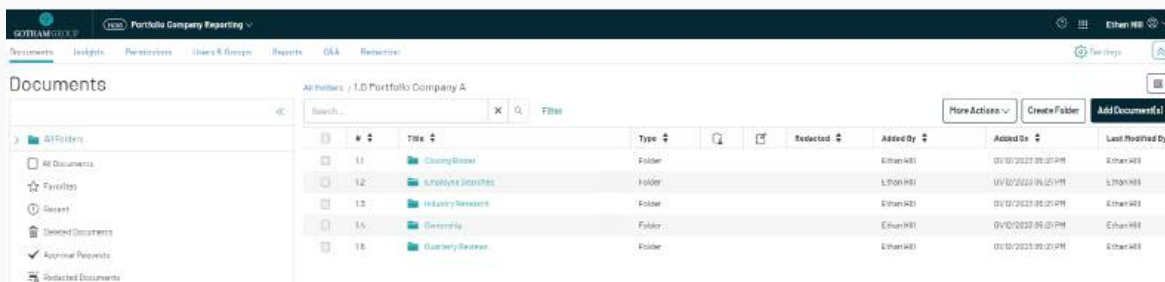 GOTHAM GROUP
Portfolio Company Reporting
Ethan Hill
Documents Insights Permissions Users & Groups Reports Q&A Redaction
Settings
Documents
All Folders / 1.0 Portfolio Company A
Search... Filter
More Actions Create Folder Add Document(s)
All Folders
# Title Type Redacted Added By Added On Last Modified By
All Documents
1.1 Closing Binder Folder Ethan Hill 01/12/2023 05:21 PM Ethan Hill
Favorites
1.2 Employee Searches Folder Ethan Hill 01/12/2023 05:21 PM Ethan Hill
Recent
1.3 Industry Research Folder Ethan Hill 01/12/2023 05:21 PM Ethan Hill
Deleted Documents
1.4 Ownership Folder Ethan Hill 01/12/2023 05:21 PM Ethan Hill
Approval Requests
1.5 Quarterly Reviews Folder Ethan Hill 01/12/2023 05:21 PM Ethan Hill
Redacted Documents